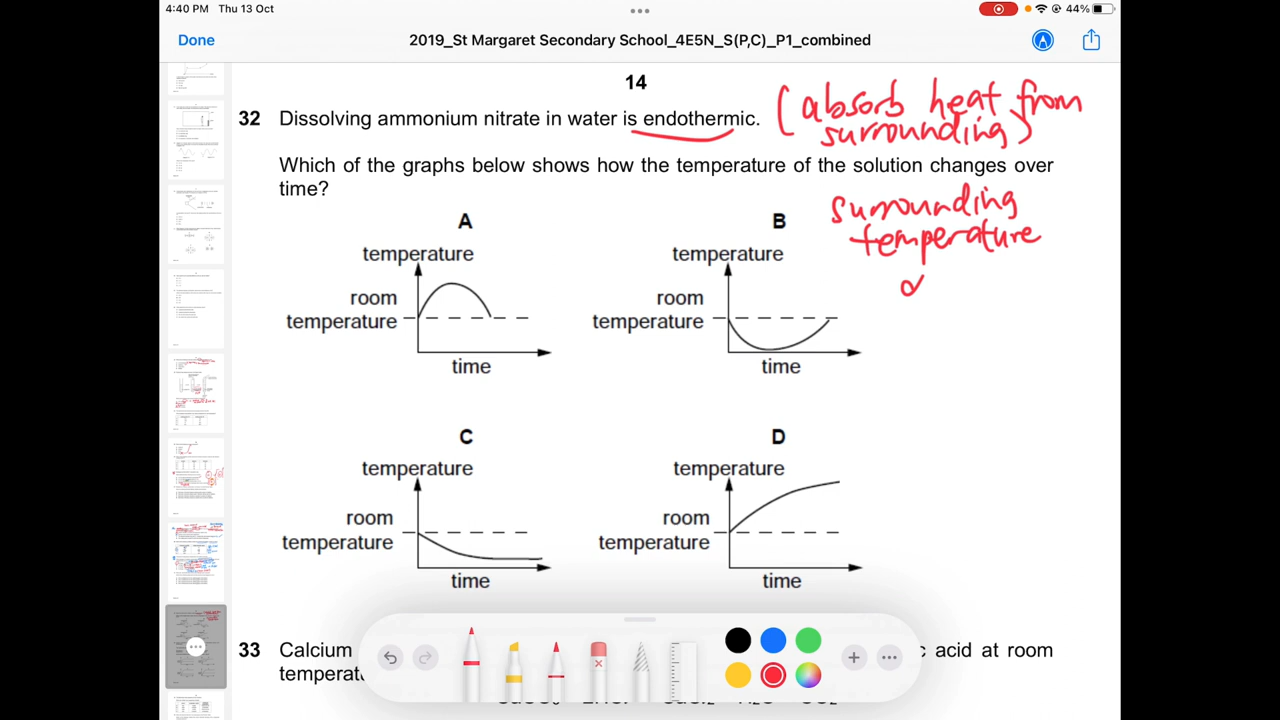 4:40 PM Thu 13 Oct
44%
Done
2019_St Margaret Secondary School_4E5N_S(P,C)_P1_combined
14
32 Dissolving ammonium nitrate in water is endothermic.
(absorb heat from
surrounding)
Which of the graphs below shows how the temperature of the solution changes over
time?
surrounding
temperature
A
temperature
room
temperature
time
B
temperature
room
temperature
time
C
temperature
room
temperature
time
D
temperature
room
temperature
time
33 Calcium
c acid at room